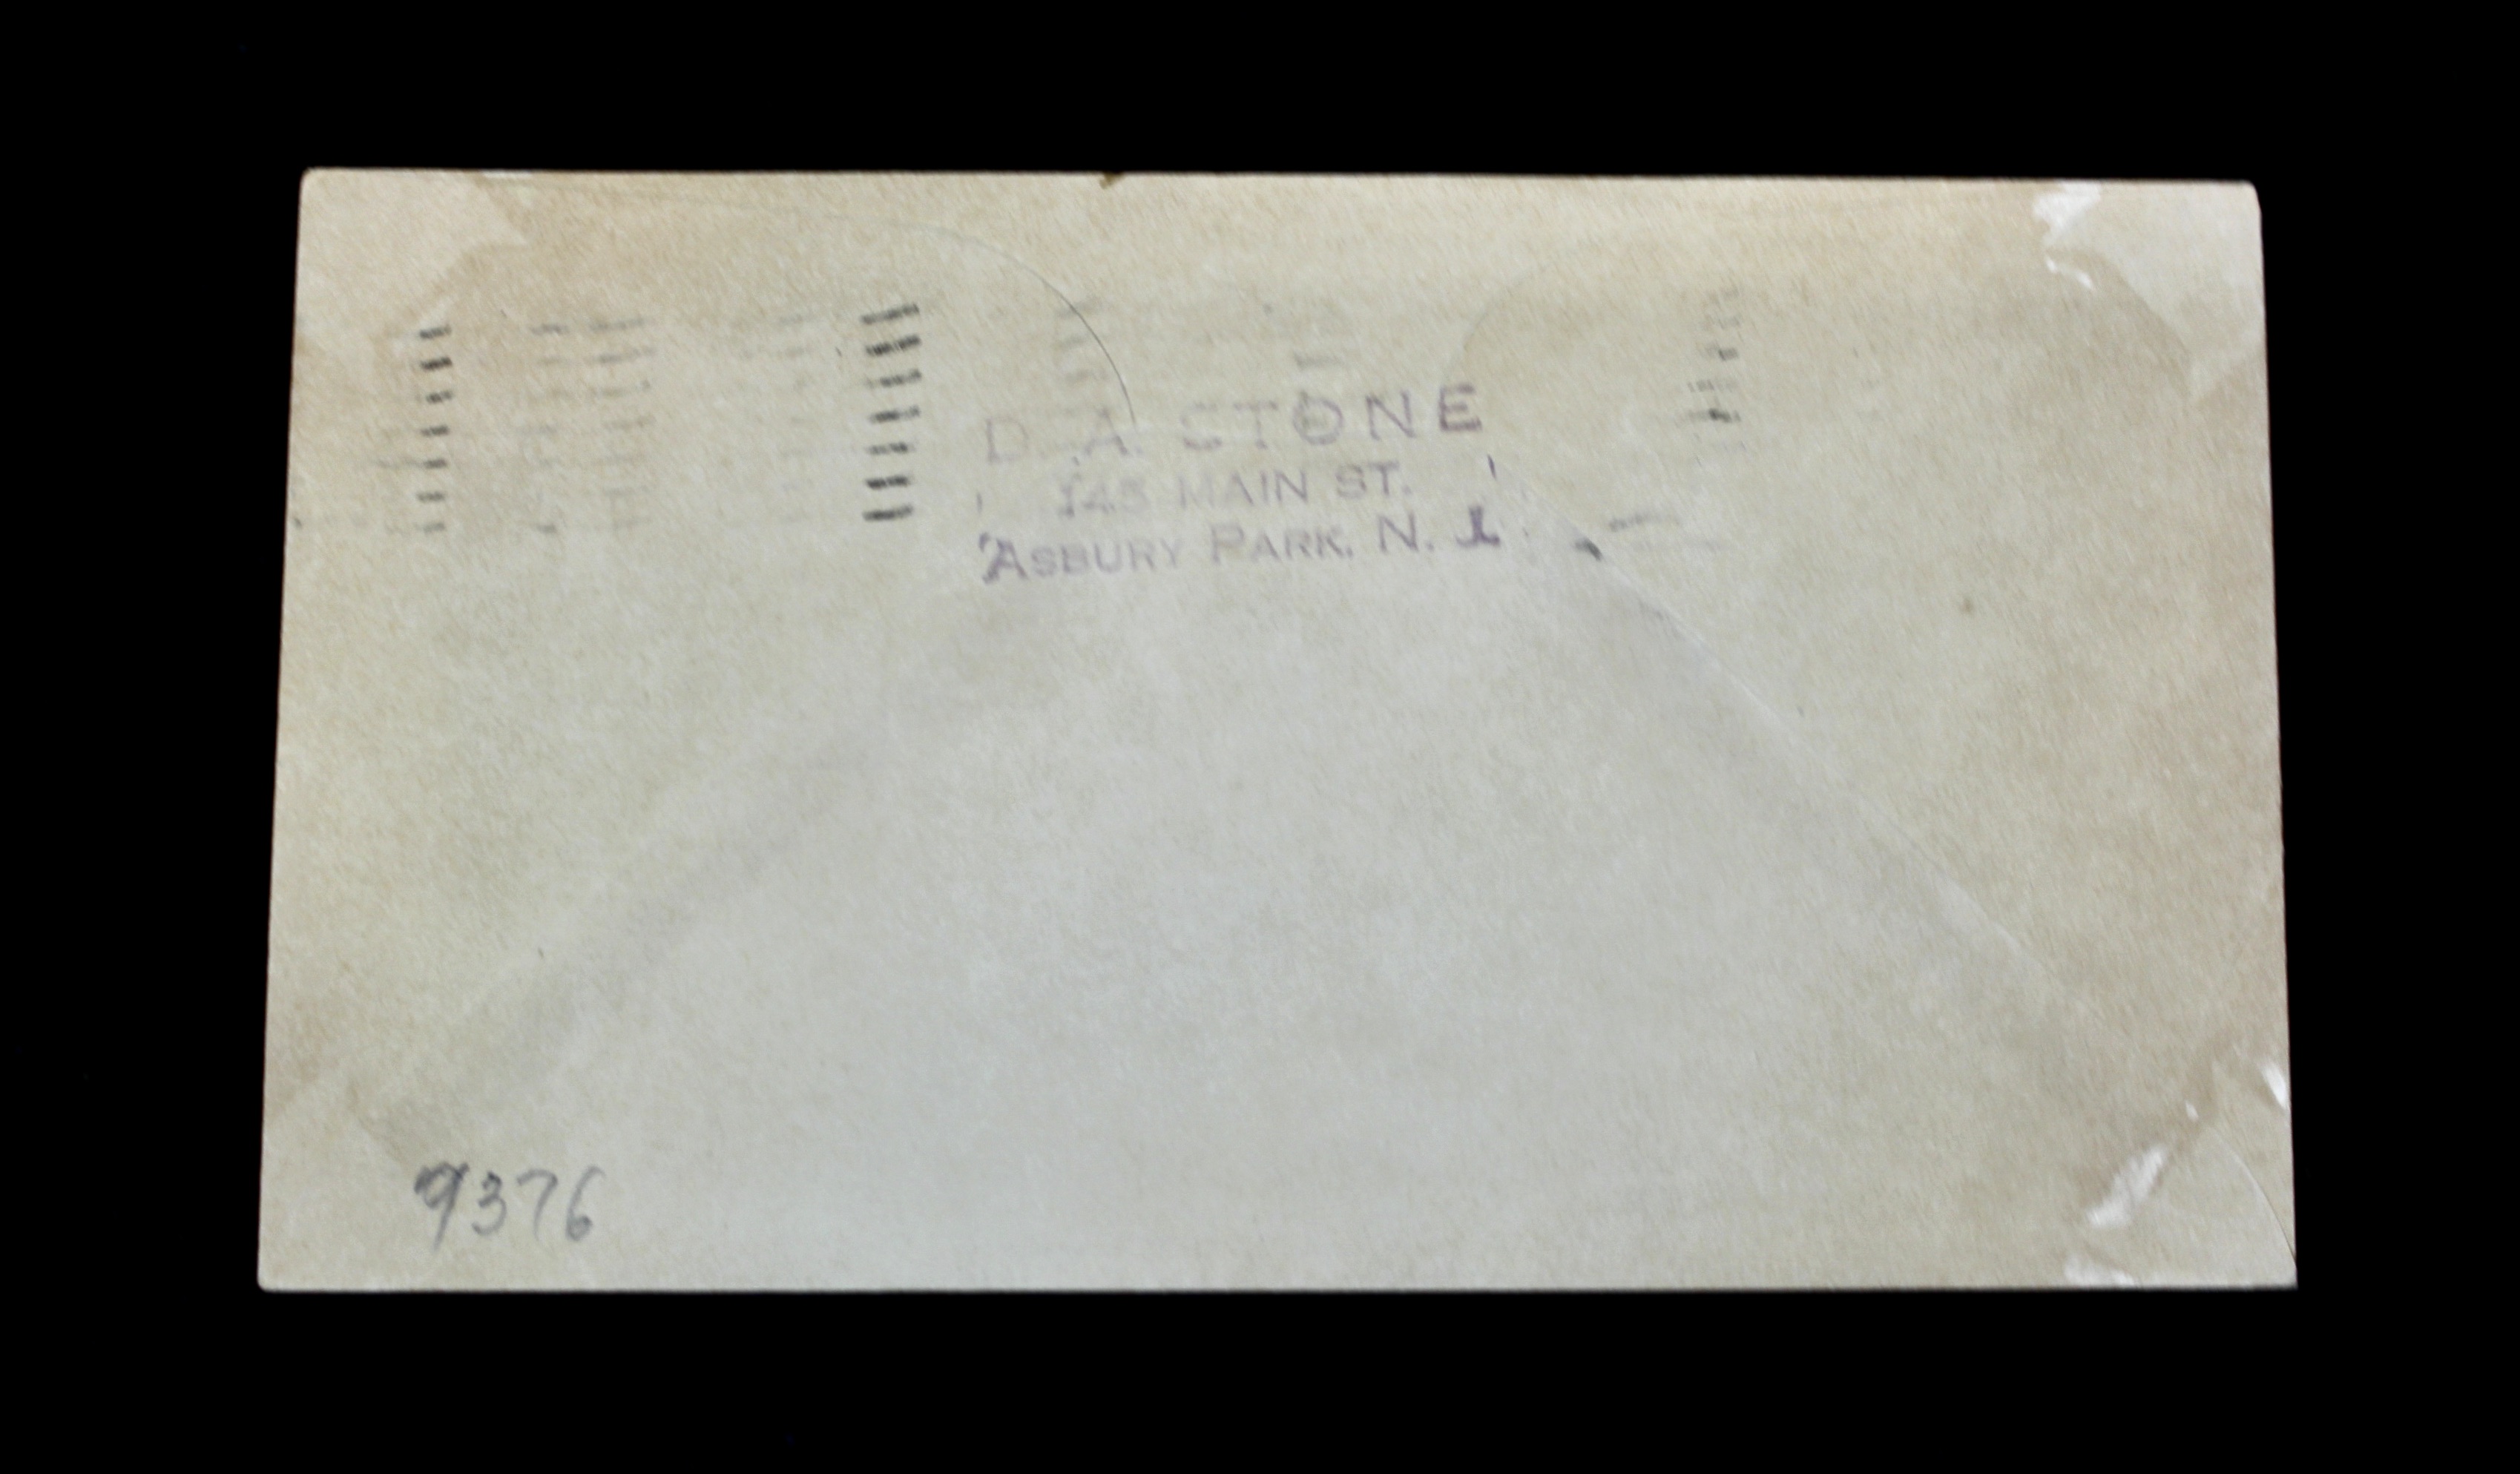 D. A. STONE
145 MAIN ST.
ASBURY PARK, N. J.
9376